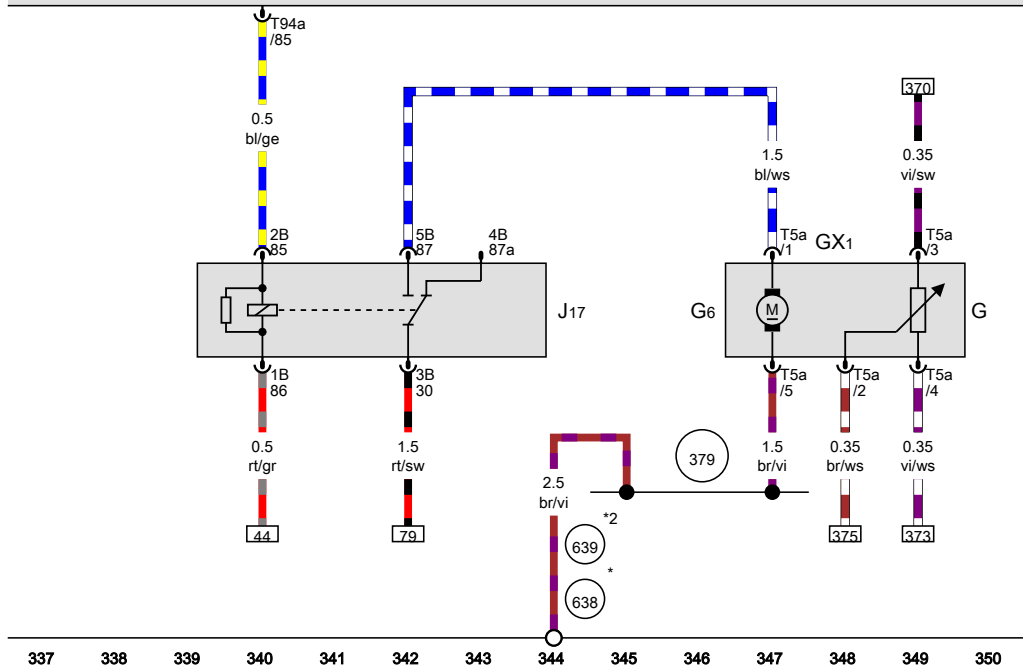 T94a
/85
370
0.5
bl/ge
1.5
bl/ws
0.35
vi/sw
2B
85
5B
87
4B
87a
T5a
/1
GX1
T5a
/3
J17
G6
M
G
1B
86
3B
30
T5a
/5
T5a
/2
T5a
/4
0.5
rt/gr
1.5
rt/sw
2.5
br/vi
379
1.5
br/vi
0.35
br/ws
0.35
vi/ws
*2
44
79
639
375
373
*
638
337 338 339 340 341 342 343 344 345 346 347 348 349 350